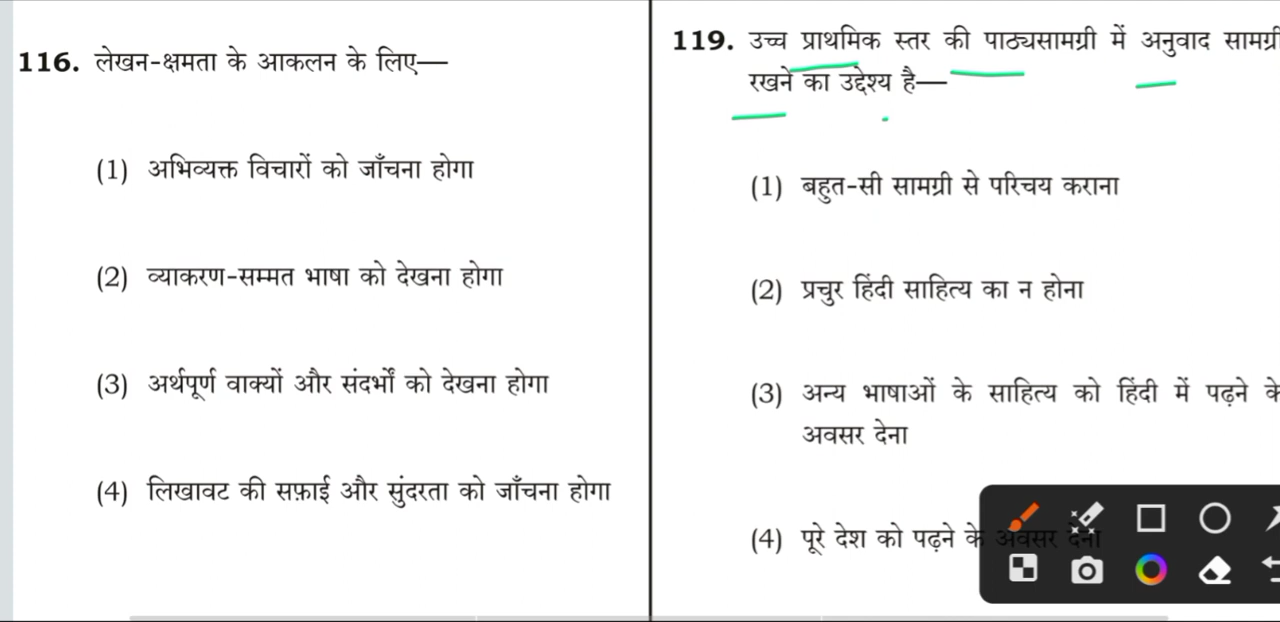 116. लेखन-क्षमता के आकलन के लिए—
(1) अभिव्यक्त विचारों को जाँचना होगा
(2) व्याकरण-सम्मत भाषा को देखना होगा
(3) अर्थपूर्ण वाक्यों और संदर्भों को देखना होगा
(4) लिखावट की सफ़ाई और सुंदरता को जाँचना होगा
119. उच्च प्राथमिक स्तर की पाठ्यसामग्री में अनुवाद सामग्री
रखने का उद्देश्य है—
(1) बहुत-सी सामग्री से परिचय कराना
(2) प्रचुर हिंदी साहित्य का न होना
(3) अन्य भाषाओं के साहित्य को हिंदी में पढ़ने के
अवसर देना
(4) पूरे देश को पढ़ने के अवसर देना